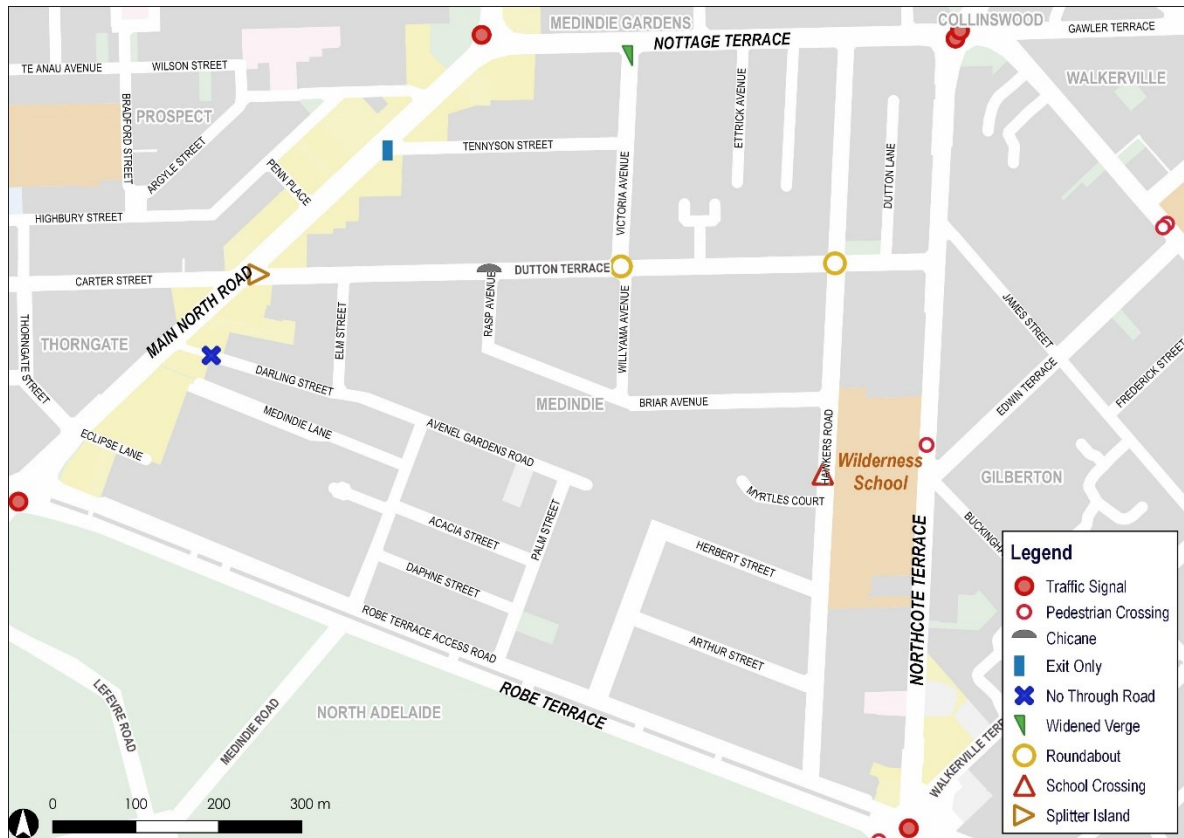 MEDINDIE GARDENS
COLLINSWOOD
NOTTAGE TERRACE
GAWLER TERRACE
TE ANAU AVENUE
WILSON STREET
WALKERVILLE
BRADFORD STREET
PROSPECT
ETTRICK AVENUE
TENNYSON STREET
ARGYLE STREET
PENN PLACE
DUTTON LANE
VICTORIA AVENUE
HIGHBURY STREET
CARTER STREET
DUTTON TERRACE
MAIN NORTH ROAD
RASP AVENUE
ELM STREET
WILLYAMA AVENUE
JAMES STREET
FREDERICK STREET
THORNGATE STREET
THORNGATE
DARLING STREET
EDWIN TERRACE
MEDINDIE
BRIAR AVENUE
MEDINDIE LANE
AVENEL GARDENS ROAD
HAWKERS ROAD
ECLIPSE LANE
Wilderness
School
GILBERTON
MYRTLES COURT
BUCKINGHA
ACACIA STREET
PALM STREET
HERBERT STREET
DAPHNE STREET
NORTHCOTE TERRACE
ROBE TERRACE ACCESS ROAD
ARTHUR STREET
ROBE TERRACE
LEFEVRE ROAD
MEDINDIE ROAD
NORTH ADELAIDE
WALKERVILLE TERR
Legend
Traffic Signal
Pedestrian Crossing
Chicane
Exit Only
No Through Road
Widened Verge
Roundabout
School Crossing
Splitter Island
0 100 200 300 m